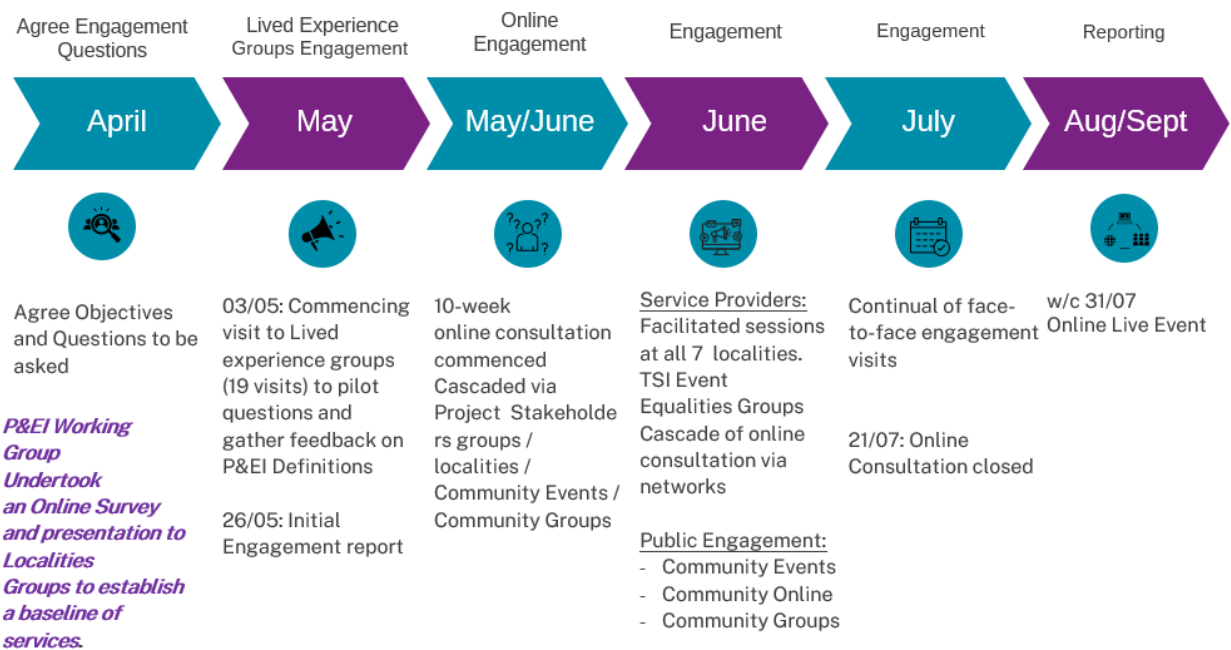 Agree Engagement
Questions
Lived Experience
Groups Engagement
Online
Engagement
Engagement
Engagement
Reporting
April
May
May/June
June
July
Aug/Sept
Agree Objectives
and Questions to be
asked
P&EI Working
Group
Undertook
an Online Survey
and presentation to
Localities
Groups to establish
a baseline of
services.
03/05: Commencing
visit to Lived
experience groups
(19 visits) to pilot
questions and
gather feedback on
P&EI Definitions
26/05: Initial
Engagement report
10-week
online consultation
commenced
Cascaded via
Project Stakeholde
rs groups /
localities /
Community Events /
Community Groups
Service Providers:
Facilitated sessions
at all 7 localities.
TSI Event
Equalities Groups
Cascade of online
consultation via
networks
Public Engagement:
- Community Events
- Community Online
- Community Groups
Continual of face-
to-face engagement
visits
21/07: Online
Consultation closed
w/c 31/07
Online Live Event